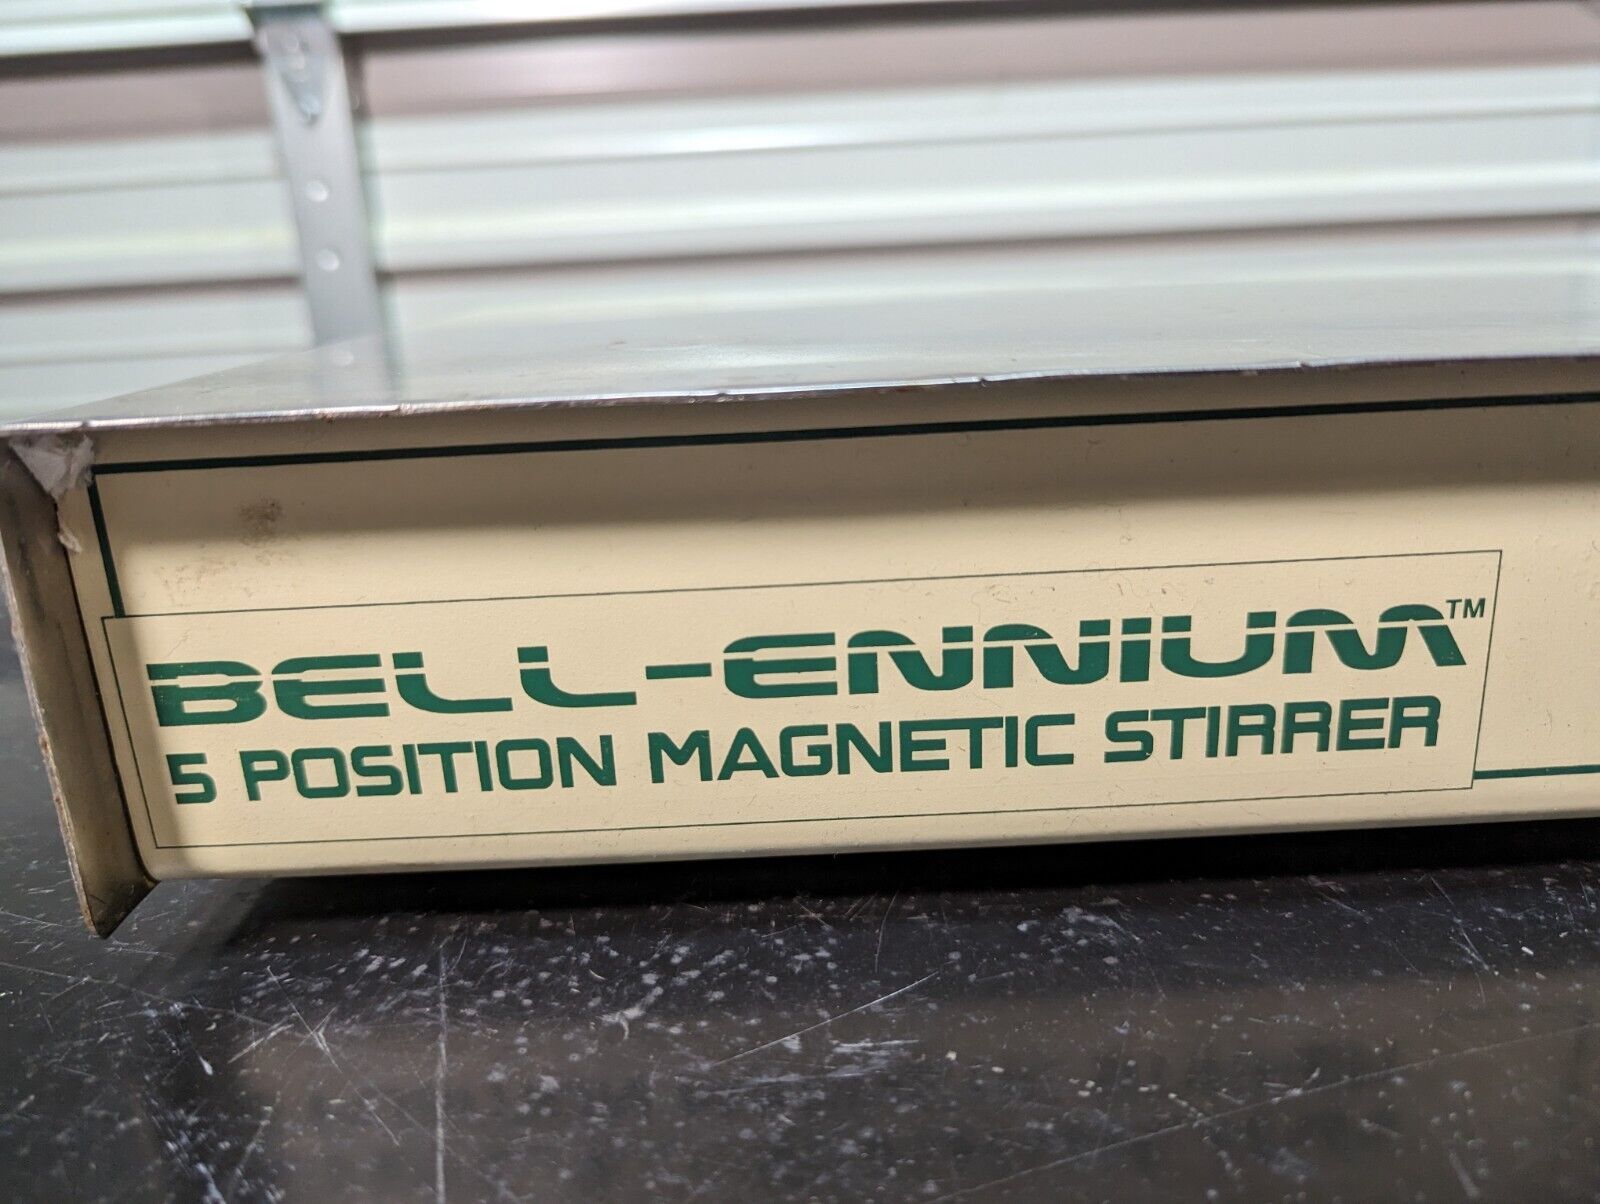 BELL-ENNIUM™
5 POSITION MAGNETIC STIRRER